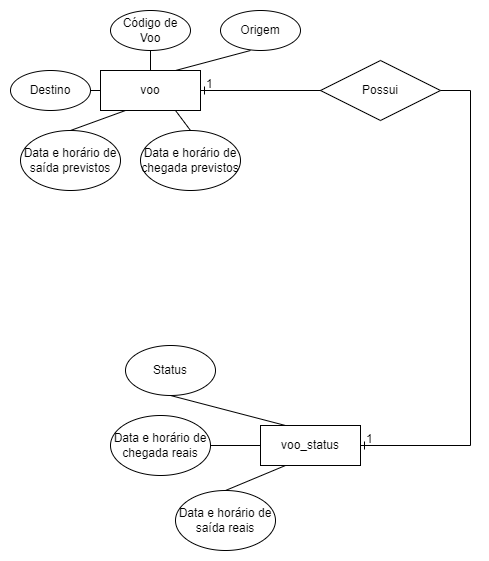 Código de
Voo
Origem
Destino
voo
1
Possui
Data e horário de
saída previstos
Data e horário de
chegada previstos
Status
Data e horário de
chegada reais
voo_status
1
Data e horário de
saída reais